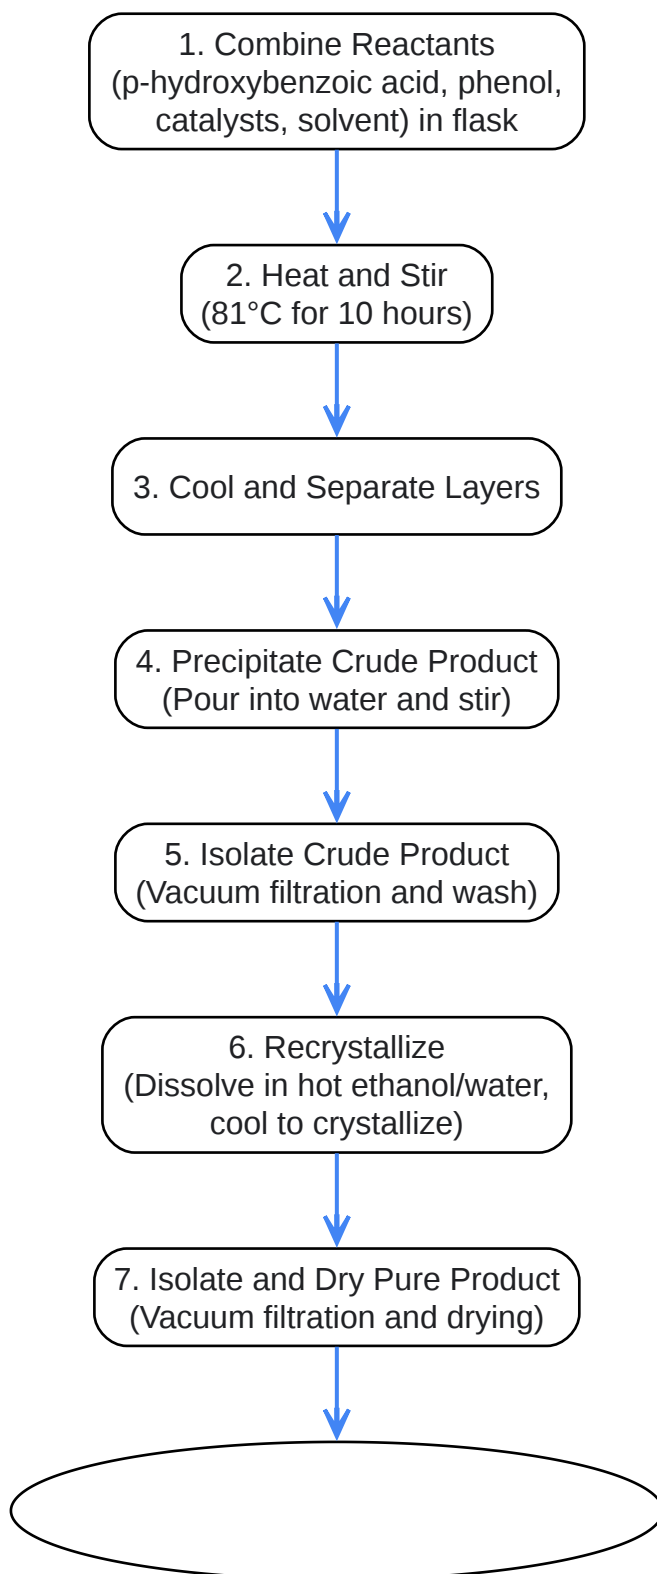 1. Combine Reactants
(p-hydroxybenzoic acid, phenol,
catalysts, solvent) in flask
2. Heat and Stir
(81°C for 10 hours)
3. Cool and Separate Layers
4. Precipitate Crude Product
(Pour into water and stir)
5. Isolate Crude Product
(Vacuum filtration and wash)
6. Recrystallize
(Dissolve in hot ethanol/water,
cool to crystallize)
7. Isolate and Dry Pure Product
(Vacuum filtration and drying)